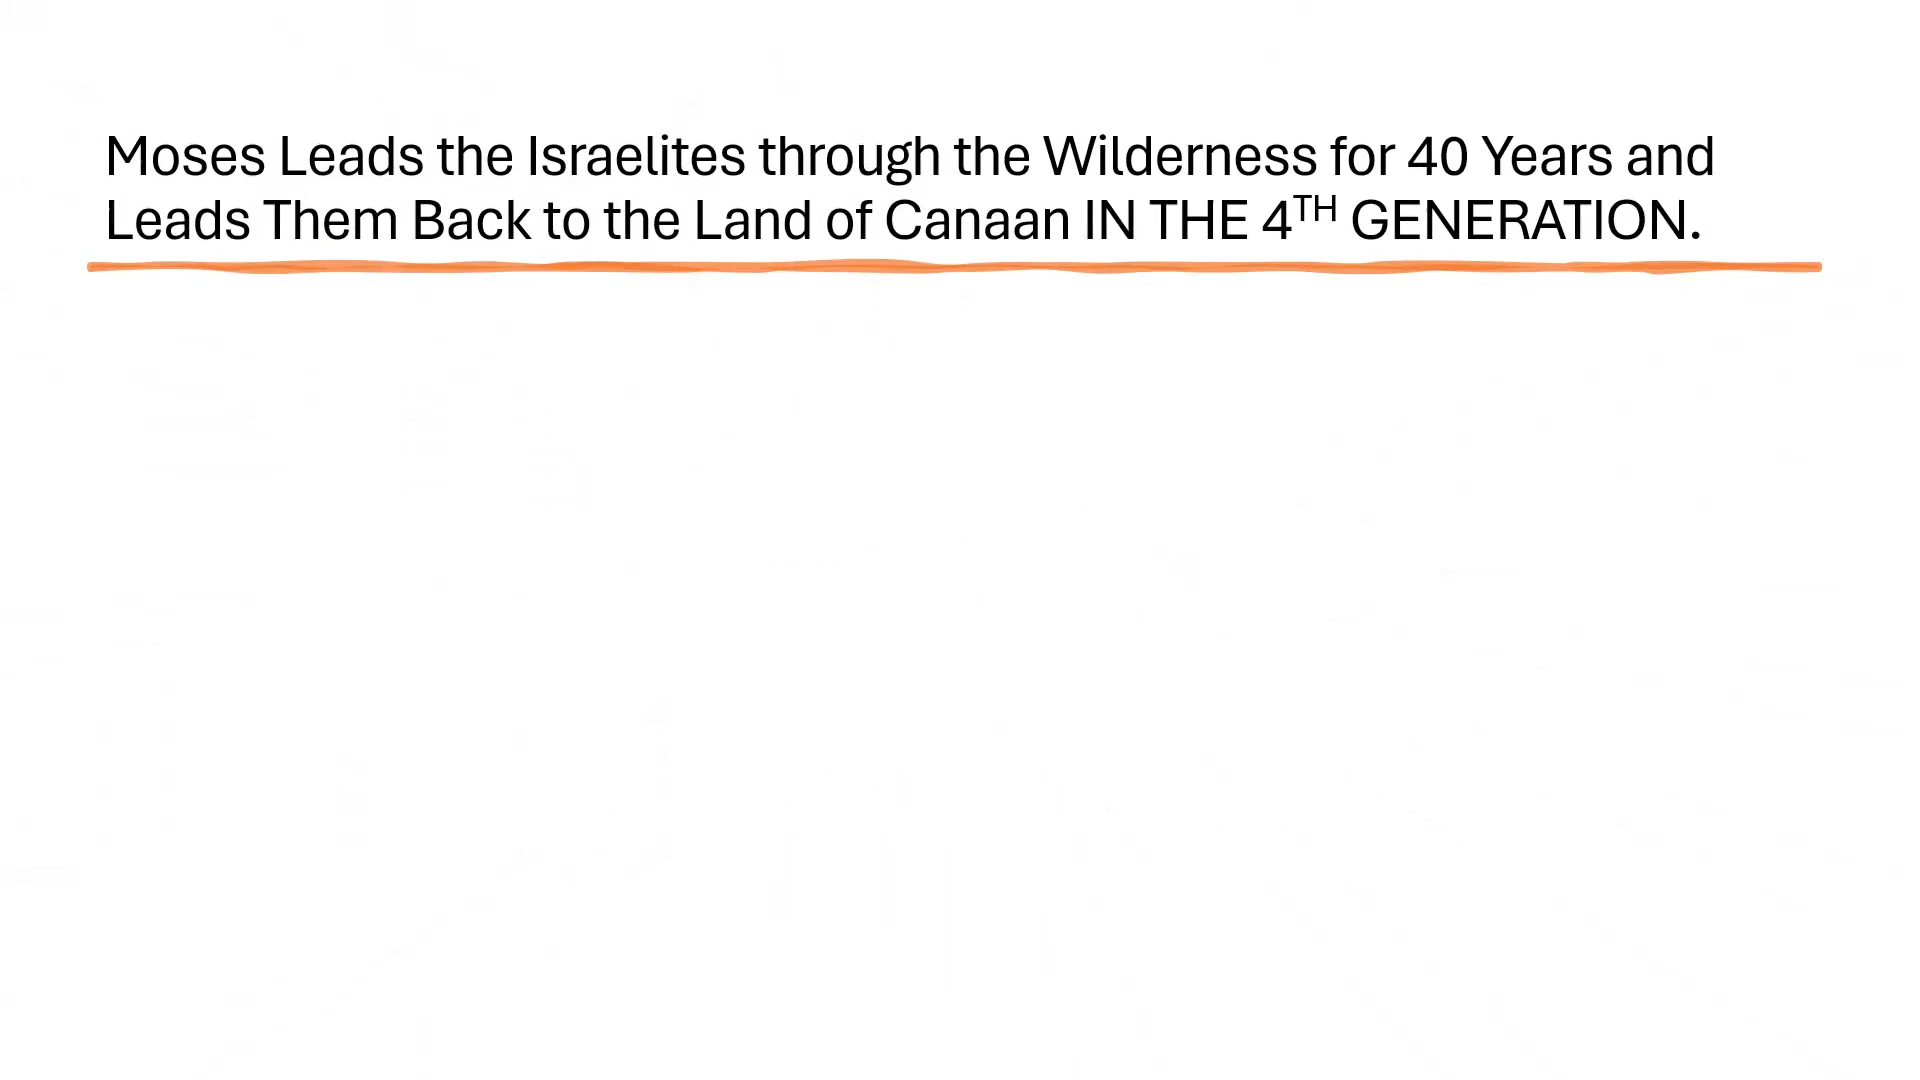 Moses Leads the Israelites through the Wilderness for 40 Years and
Leads Them Back to the Land of Canaan IN THE 4TH GENERATION.